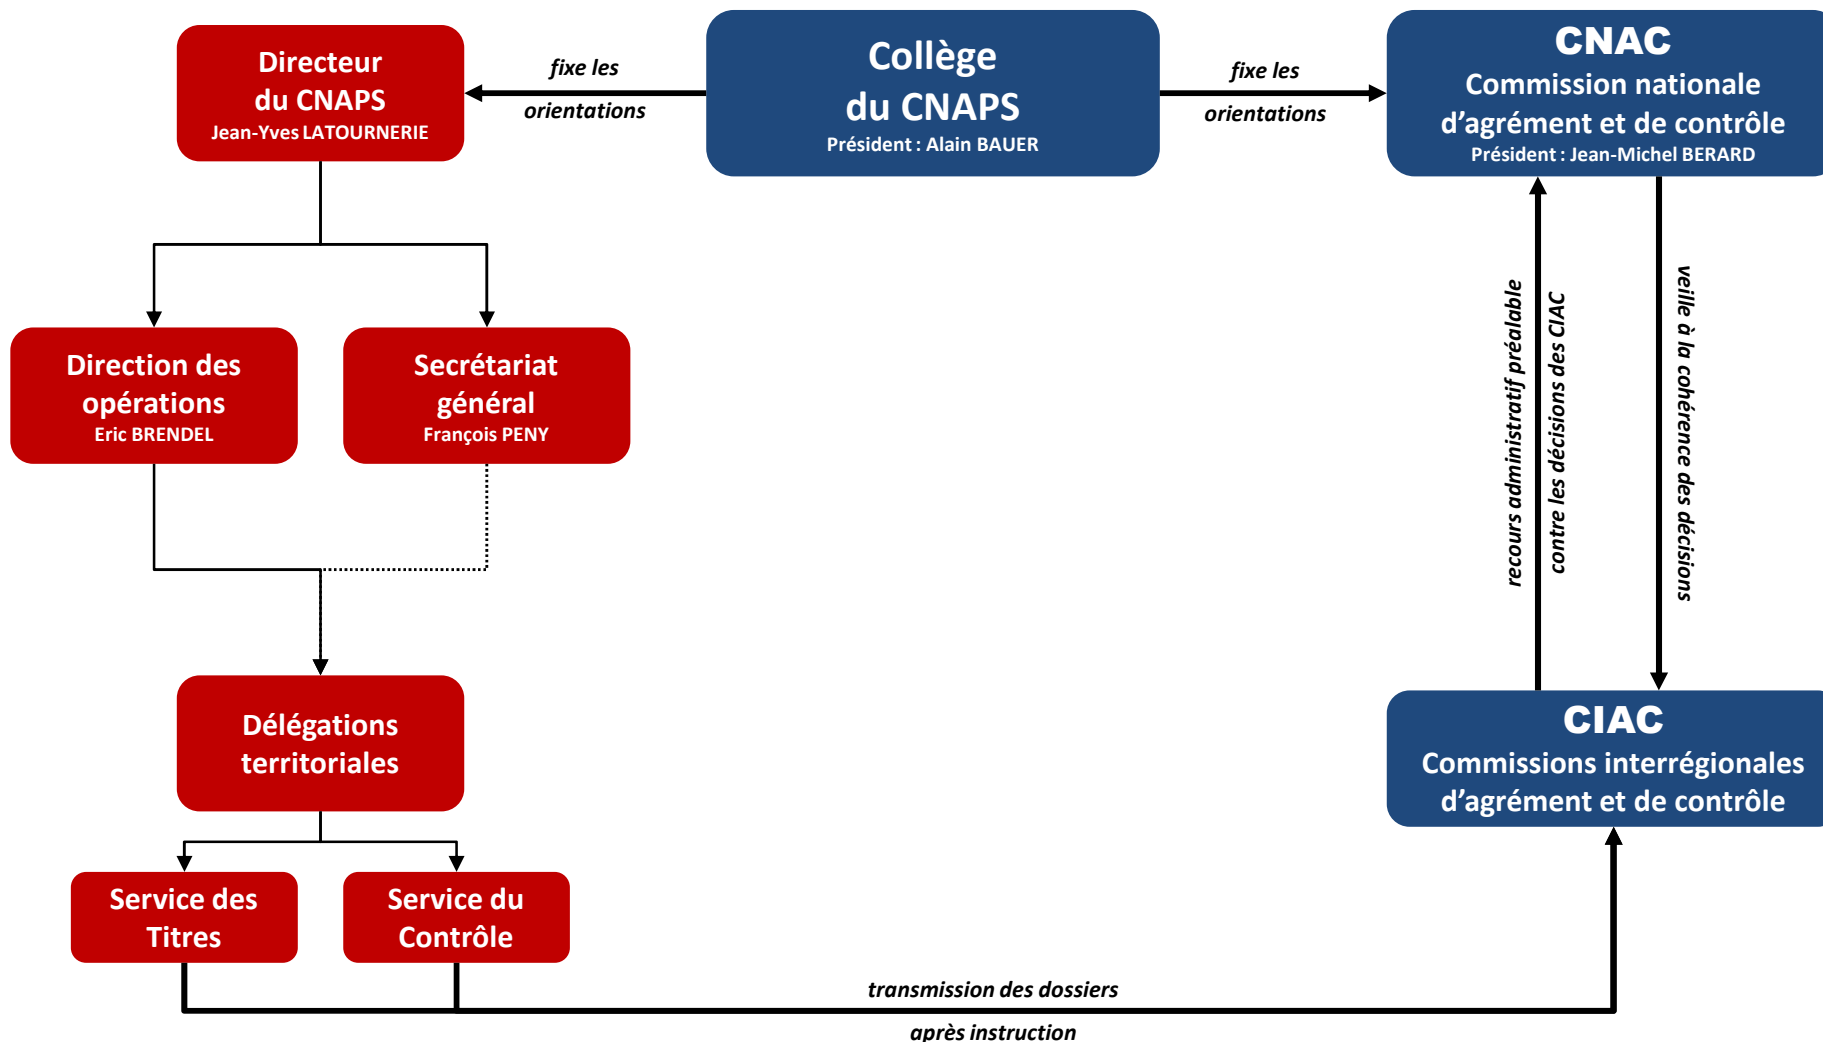 Directeur
du CNAPS
Jean-Yves LATOURNERIE
fixe les
orientations
Collège
du CNAPS
Président : Alain BAUER
fixe les
orientations
CNAC
Commission nationale
d'agrément et de contrôle
Président : Jean-Michel BERARD
Direction des
opérations
Eric BRENDEL
Secrétariat
général
François PENY
recours administratif préalable
contre les décisions des CIAC
veille à la cohérence des décisions
Délégations
territoriales
CIAC
Commissions interrégionales
d'agrément et de contrôle
Service des
Titres
Service du
Contrôle
transmission des dossiers
après instruction